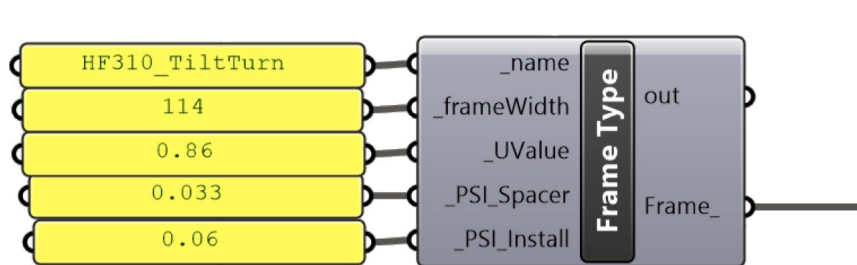 HF310_TiltTurn
114
0.86
0.033
0.06
_name
_frameWidth
_UValue
_PSI_Spacer
_PSI_Install
Frame Type
out
Frame_